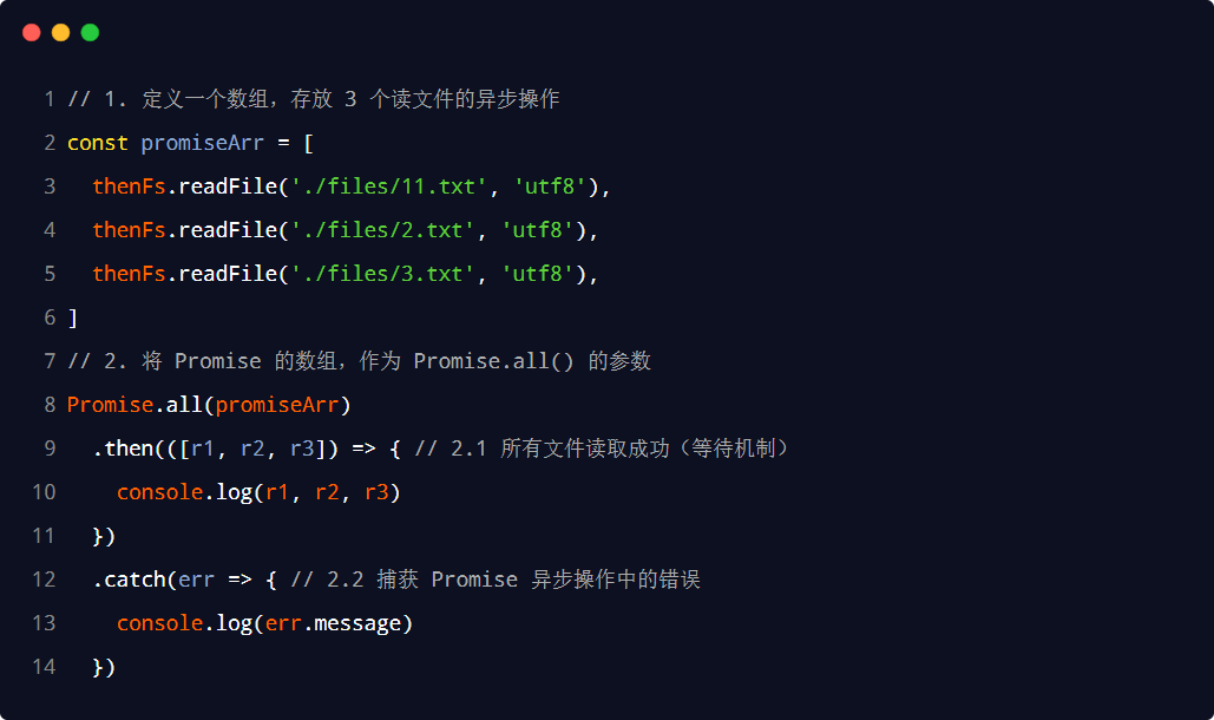 1 // 1. 定义一个数组，存放 3 个读文件的异步操作
2 const promiseArr = [
3   thenFs.readFile('./files/11.txt', 'utf8'),
4   thenFs.readFile('./files/2.txt', 'utf8'),
5   thenFs.readFile('./files/3.txt', 'utf8'),
6 ]
7 // 2. 将 Promise 的数组，作为 Promise.all() 的参数
8 Promise.all(promiseArr)
9   .then(([r1, r2, r3]) => { // 2.1 所有文件读取成功（等待机制）
10     console.log(r1, r2, r3)
11   })
12   .catch(err => { // 2.2 捕获 Promise 异步操作中的错误
13     console.log(err.message)
14   })